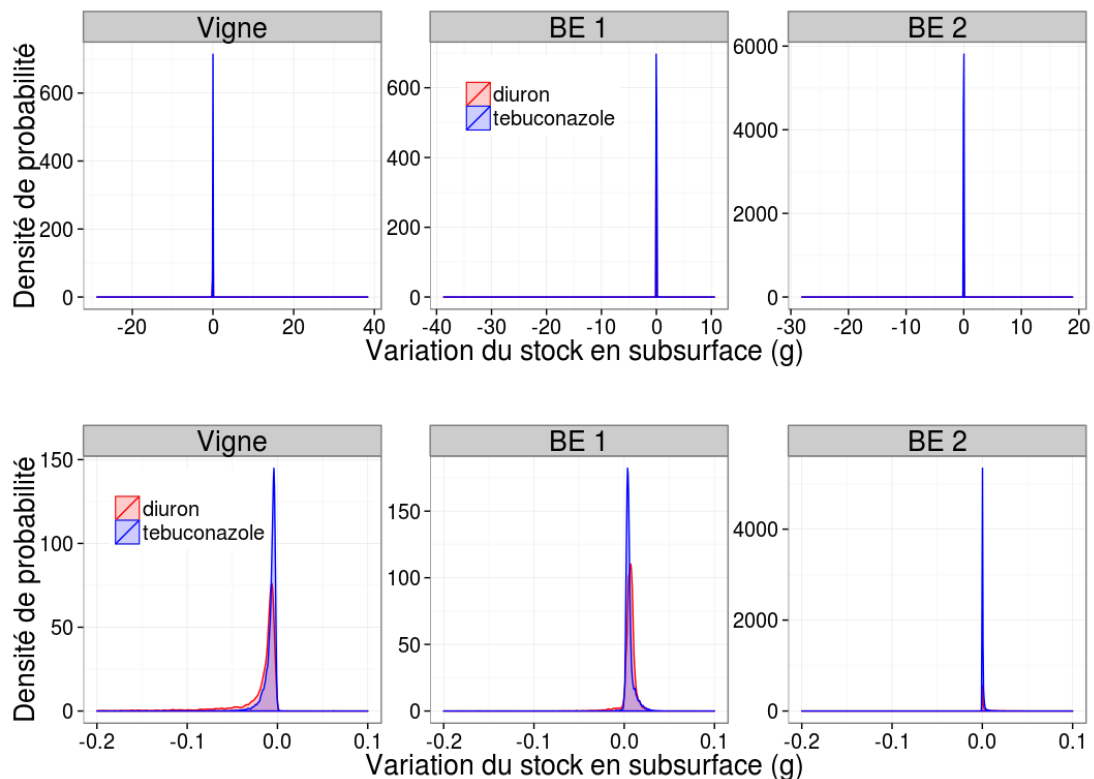 Vigne BE 1 BE 2
Densité de probabilité
600
400
200
0
-20 0 20 40
600
400
200
0
diuron
tebuconazole
-40 -30 -20 -10 0 10
6000
4000
2000
0
-30 -20 -10 0 10 20
Variation du stock en subsurface (g)
Vigne BE 1 BE 2
Densité de probabilité
150
100
50
0
diuron
tebuconazole
-0.2 -0.1 0.0 0.1
150
100
50
0
-0.2 -0.1 0.0 0.1
4000
2000
0
-0.2 -0.1 0.0 0.1
Variation du stock en subsurface (g)